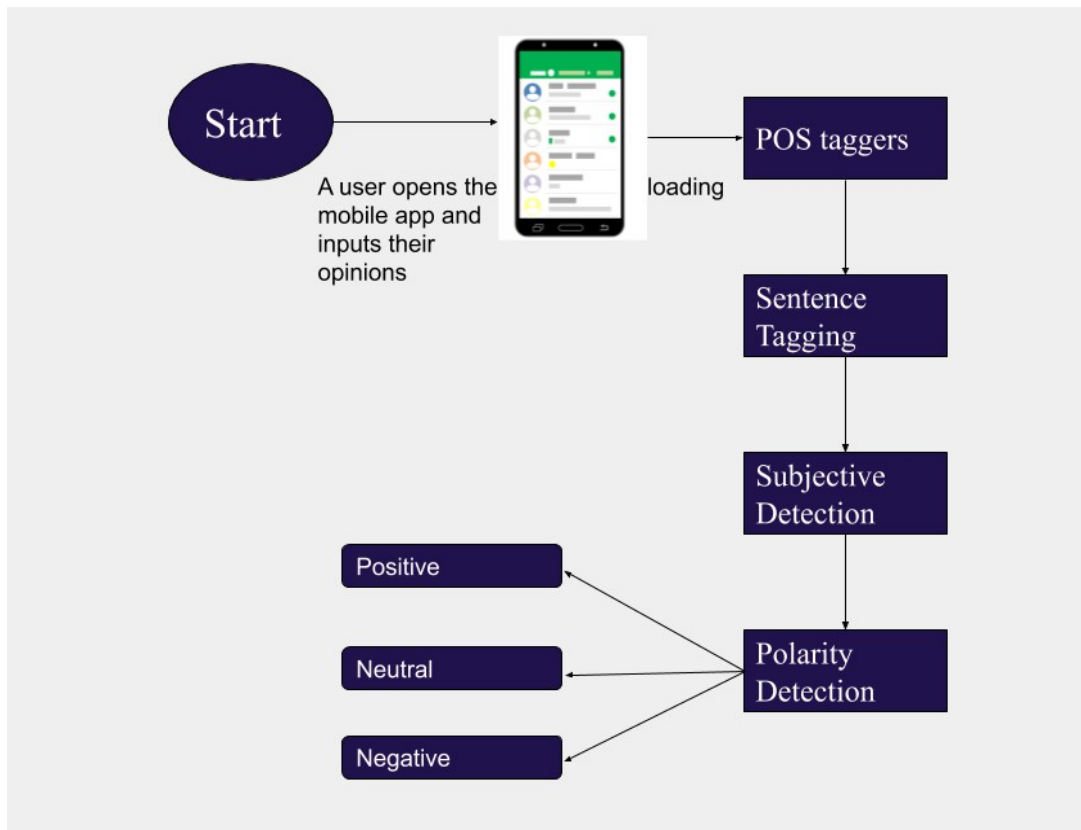 Start
A user opens the
mobile app and
inputs their
opinions
loading
POS taggers
Sentence
Tagging
Subjective
Detection
Polarity
Detection
Positive
Neutral
Negative